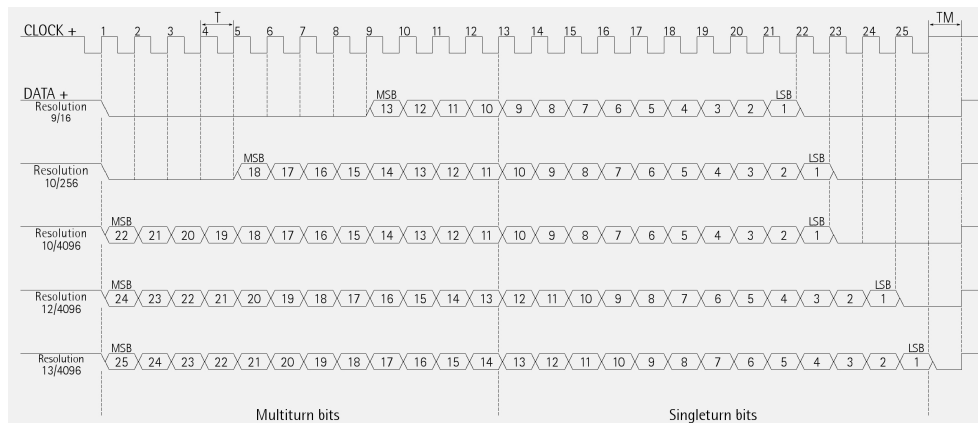 T TM
CLOCK + 1 2 3 4 5 6 7 8 9 10 11 12 13 14 15 16 17 18 19 20 21 22 23 24 25
DATA +
MSB LSB
Resolution 9/16 13 12 11 10 9 8 7 6 5 4 3 2 1
MSB LSB
Resolution 10/256 18 17 16 15 14 13 12 11 10 9 8 7 6 5 4 3 2 1
MSB LSB
Resolution 10/4096 22 21 20 19 18 17 16 15 14 13 12 11 10 9 8 7 6 5 4 3 2 1
MSB LSB
Resolution 12/4096 24 23 22 21 20 19 18 17 16 15 14 13 12 11 10 9 8 7 6 5 4 3 2 1
MSB LSB
Resolution 13/4096 25 24 23 22 21 20 19 18 17 16 15 14 13 12 11 10 9 8 7 6 5 4 3 2 1
Multiturn bits Singleturn bits